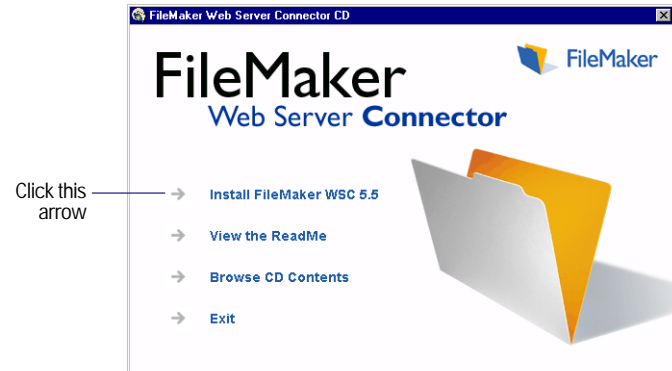 FileMaker Web Server Connector CD
FileMaker
FileMaker
Web Server Connector
Click this
arrow
Install FileMaker WSC 5.5
View the ReadMe
Browse CD Contents
Exit